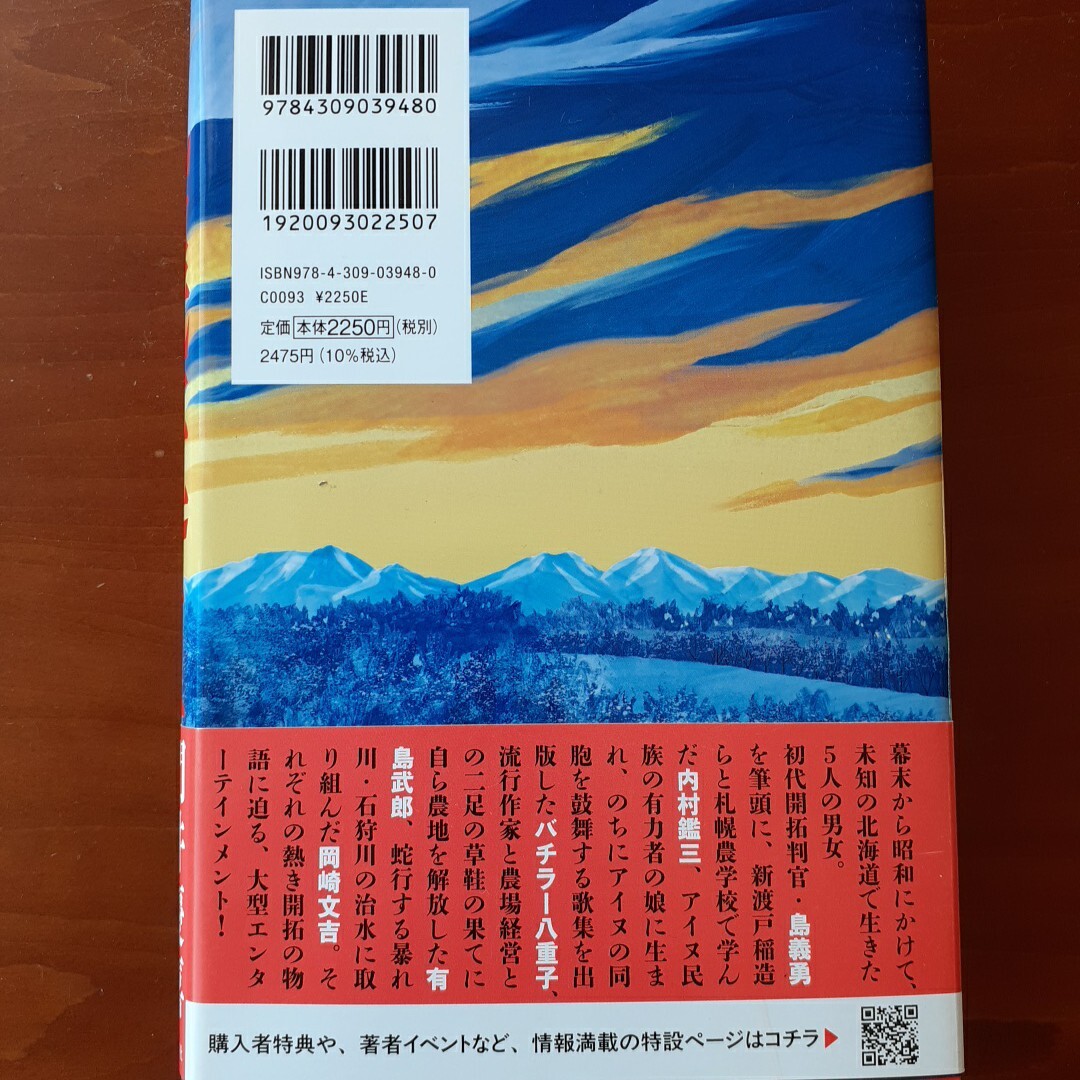 9784309039480
1920093022507
ISBN978-4-309-03948-0
C0093 ¥2250E
定価 本体2250円(税別)
2475円(10%税込)
幕末から昭和にかけて、
未知の北海道で生きた
5人の男女。
初代開拓判官・島義勇
を筆頭に、新渡戸稲造
らと札幌農学校で学ん
だ内村鑑三、アイヌ民
族の有力者の娘に生ま
れ、のちにアイヌの同
胞を鼓舞する歌集を出
版したバチラー八重子、
流行作家と農場経営と
の二足の草鞋の果てに
自ら農地を解放した有
島武郎、蛇行する暴れ
川・石狩川の治水に取
り組んだ岡崎文吉。そ
れぞれの熱き開拓の物
語に迫る、大型エンタ
ーテインメント!
購入者特典や、著者イベントなど、情報満載の特設ページはコチラ▶